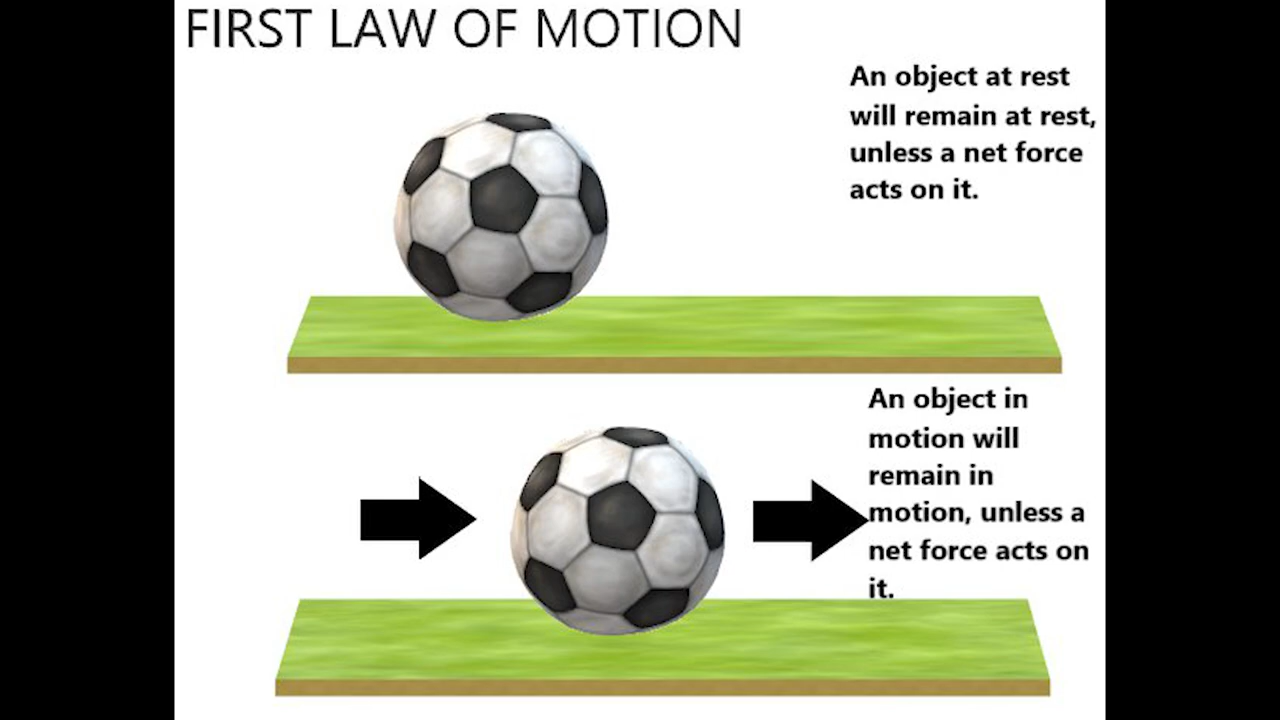 FIRST LAW OF MOTION
An object at rest
will remain at rest,
unless a net force
acts on it.
An object in
motion will
remain in
motion, unless a
net force acts on
it.